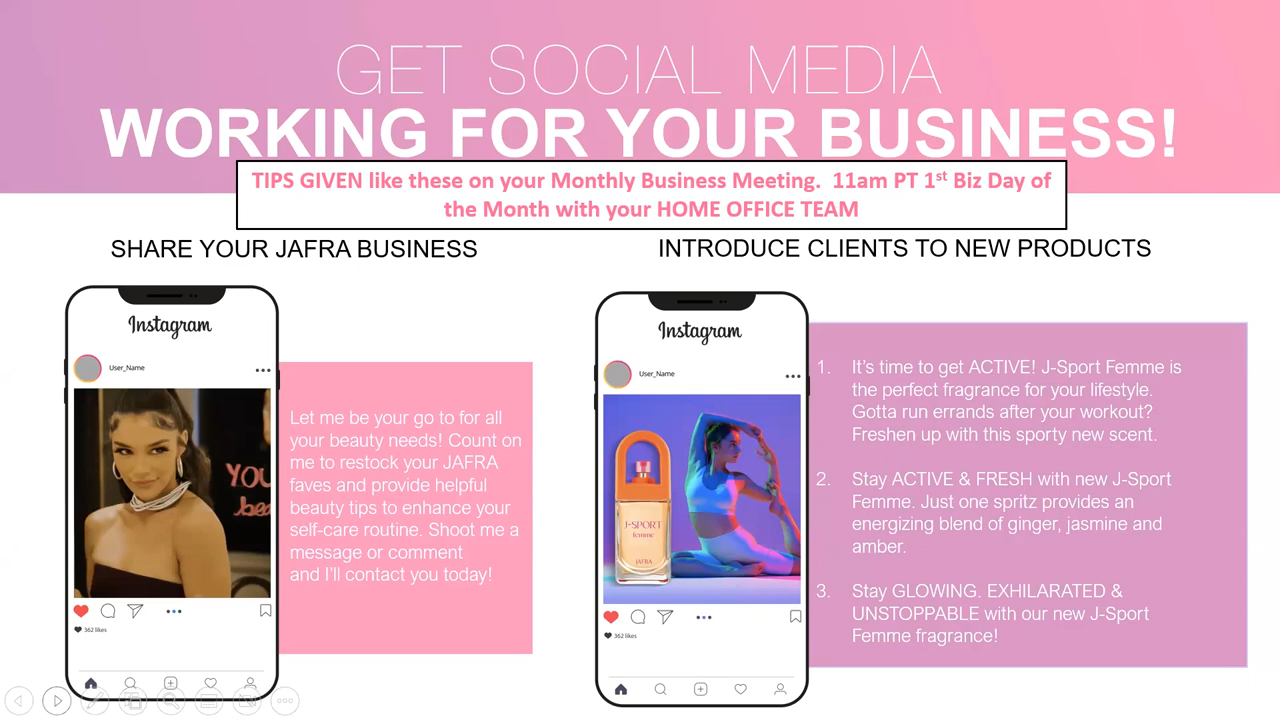 GET SOCIAL MEDIA
WORKING FOR YOUR BUSINESS!
TIPS GIVEN like these on your Monthly Business Meeting. 11am PT 1st Biz Day of
the Month with your HOME OFFICE TEAM
SHARE YOUR JAFRA BUSINESS
Instagram
User_Name
YOU
362 likes
Let me be your go to for all
your beauty needs! Count on
me to restock your JAFRA
faves and provide helpful
beauty tips to enhance your
self-care routine. Shoot me a
message or comment
and I'll contact you today!
INTRODUCE CLIENTS TO NEW PRODUCTS
Instagram
User_Name
J-SPORT
femme
JAFRA
362 likes
1. It's time to get ACTIVE! J-Sport Femme is
the perfect fragrance for your lifestyle.
Gotta run errands after your workout?
Freshen up with this sporty new scent.
2. Stay ACTIVE & FRESH with new J-Sport
Femme. Just one spritz provides an
energizing blend of ginger, jasmine and
amber.
3. Stay GLOWING. EXHILARATED &
UNSTOPPABLE with our new J-Sport
Femme fragrance!